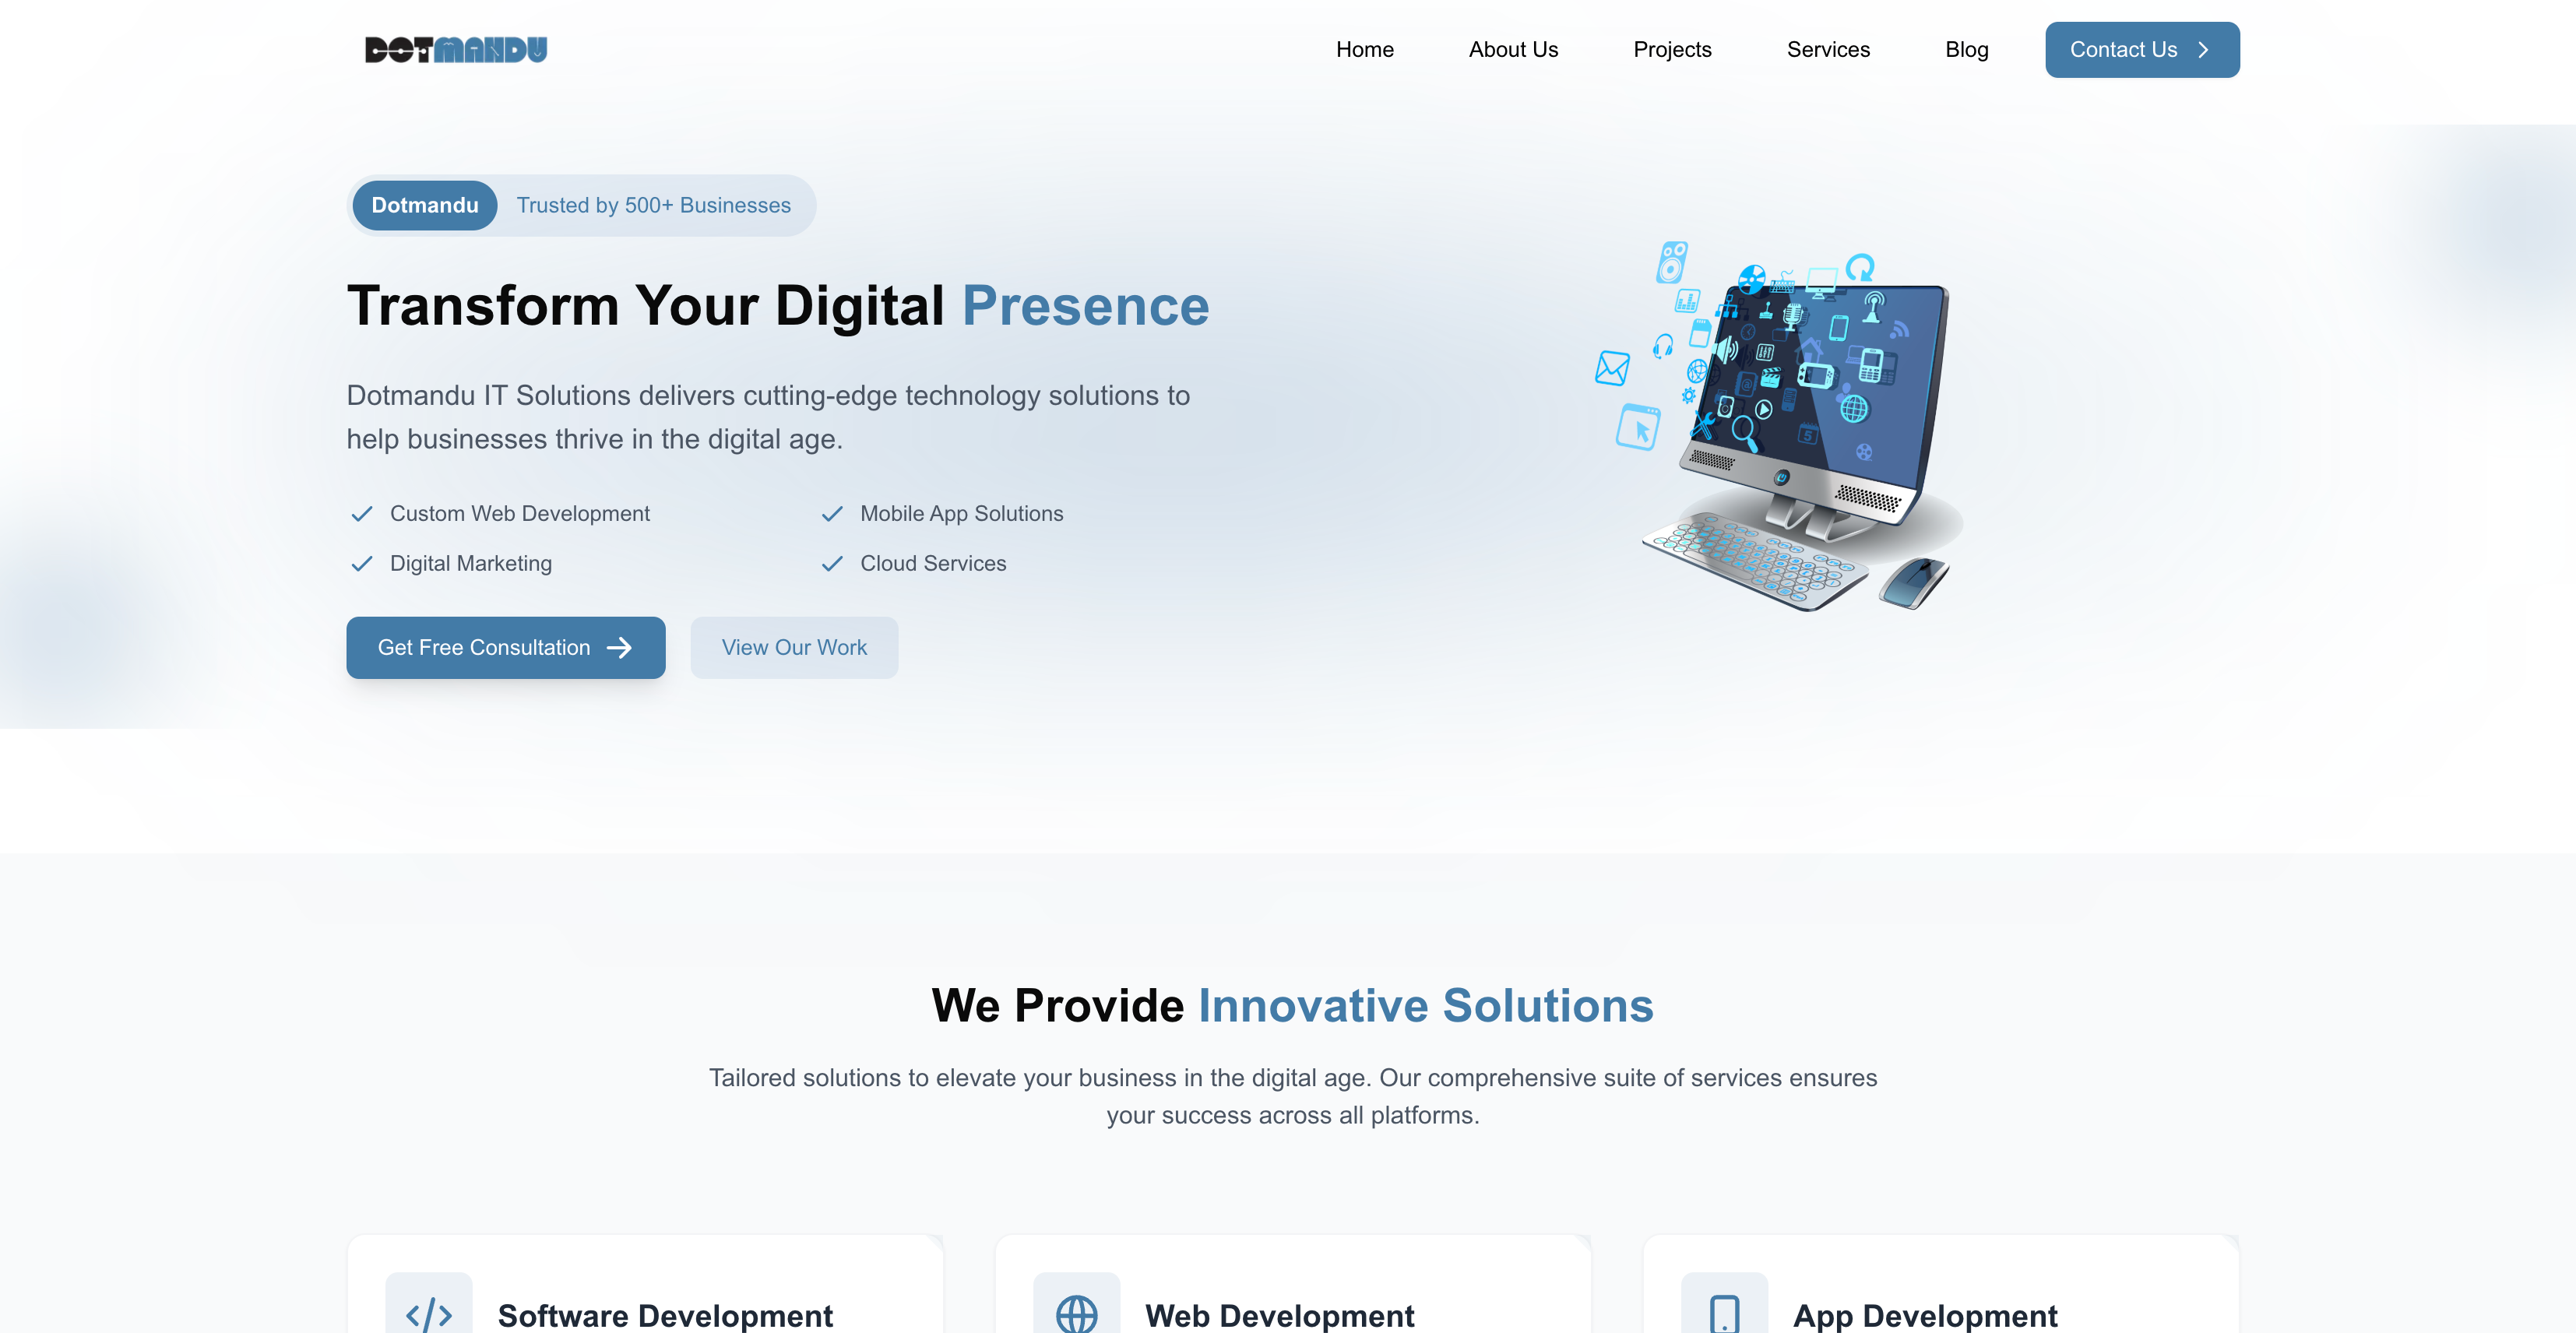 DOTMANDU
Home
About Us
Projects
Services
Blog
Contact Us
Dotmandu
Trusted by 500+ Businesses
Transform Your Digital Presence
Dotmandu IT Solutions delivers cutting-edge technology solutions to
help businesses thrive in the digital age.
Custom Web Development
Mobile App Solutions
Digital Marketing
Cloud Services
Get Free Consultation
View Our Work
We Provide Innovative Solutions
Tailored solutions to elevate your business in the digital age. Our comprehensive suite of services ensures
your success across all platforms.
Software Development
Web Development
App Development